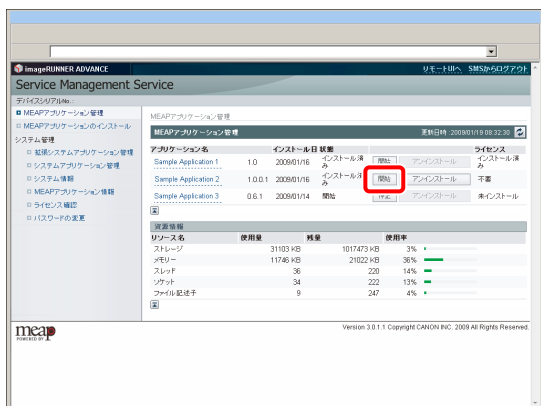 imageRUNNER ADVANCE
リモートUIへ SMSからログアウト
Service Management Service
デバイスシリアルNo.:
MEAPアプリケーション管理
MEAPアプリケーションのインストール
システム管理
拡張システムアプリケーション管理
システムアプリケーション管理
システム情報
MEAPアプリケーション情報
ライセンス確認
パスワードの変更
MEAPアプリケーション管理
MEAPアプリケーション管理 更新日時 :2009/01/19 08:32:30
アプリケーション名 インストール日 状態 ライセンス
Sample Application 1 1.0 2009/01/16 インストール済み 開始 アンインストール インストール済み
Sample Application 2 1.0.0.1 2009/01/16 インストール済み 開始 アンインストール 不要
Sample Application 3 0.6.1 2009/01/14 開始 停止 アンインストール 未インストール
資源情報
リソース名 使用量 残量 使用率
ストレージ 31103 KB 1017473 KB 3%
メモリー 11746 KB 21022 KB 36%
スレッド 36 220 14%
ソケット 34 222 13%
ファイル記述子 9 247 4%
meap
POWERED BY
Version 3.0.1.1 Copyright CANON INC. 2009 All Rights Reserved.